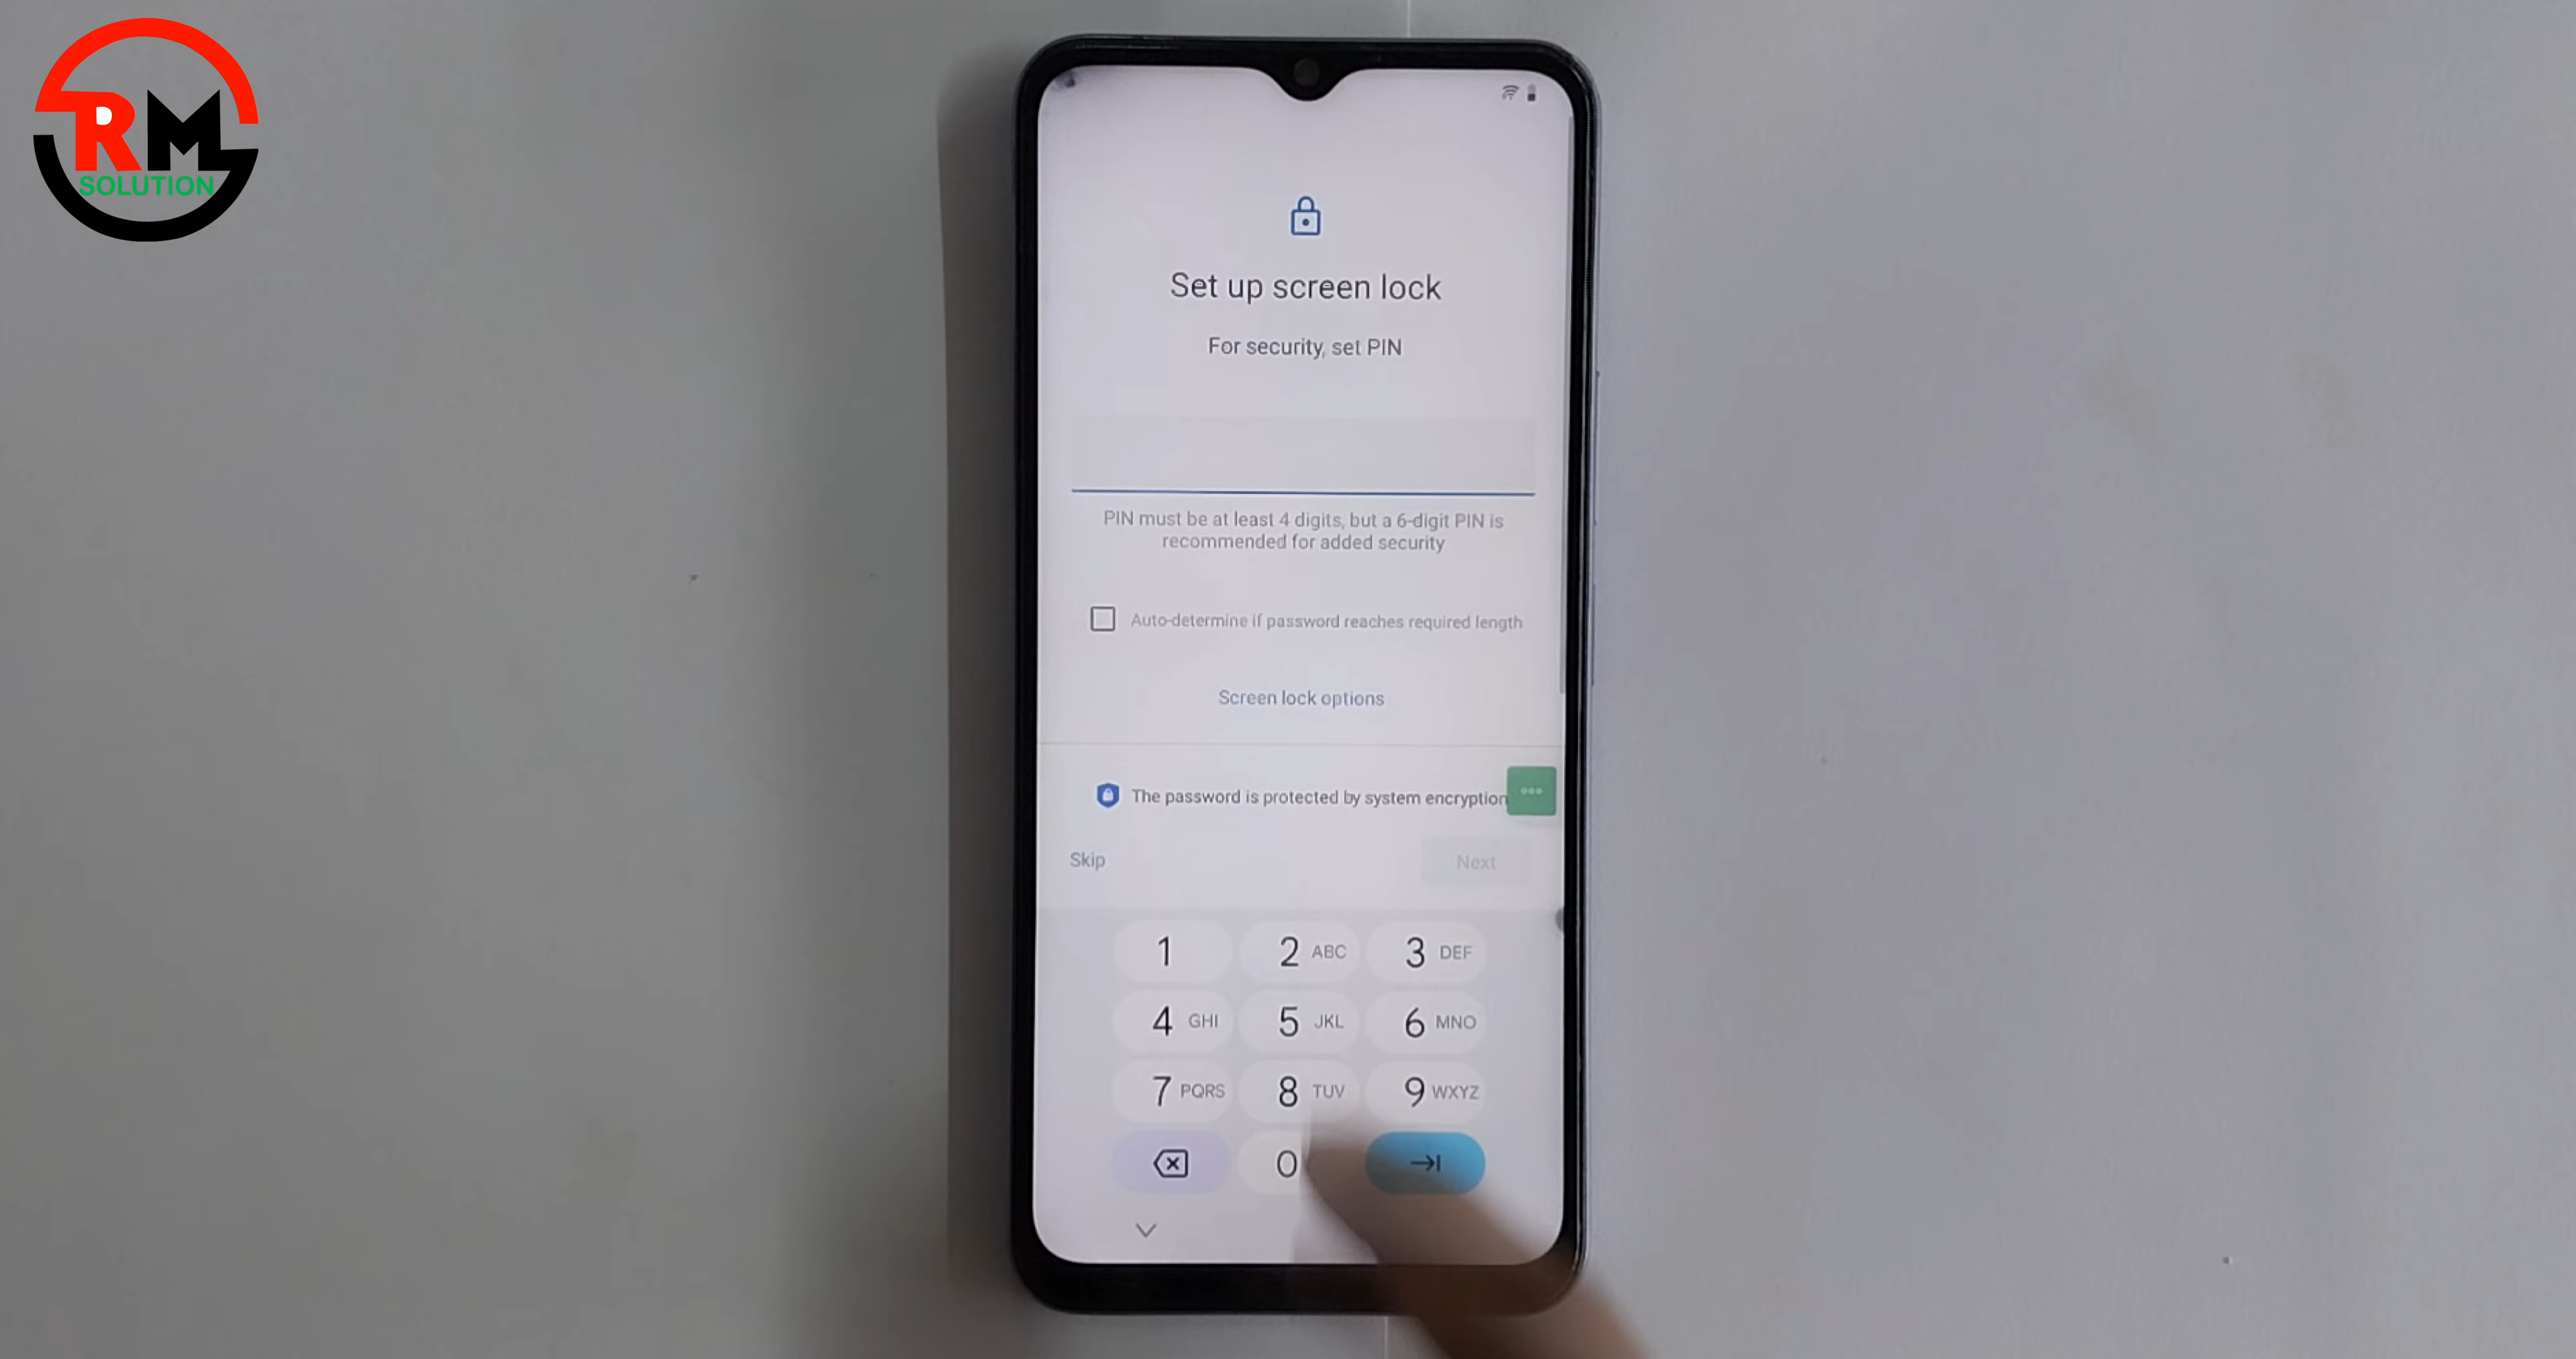 RM
SOLUTION
Set up screen lock
For security, set PIN
PIN must be at least 4 digits, but a 6-digit PIN is
recommended for added security
Auto-determine if password reaches required length
Screen lock options
The password is protected by system encryption
Skip
Next
1
2 ABC
3 DEF
4 GHI
5 JKL
6 MNO
7 PQRS
8 TUV
9 WXYZ
0